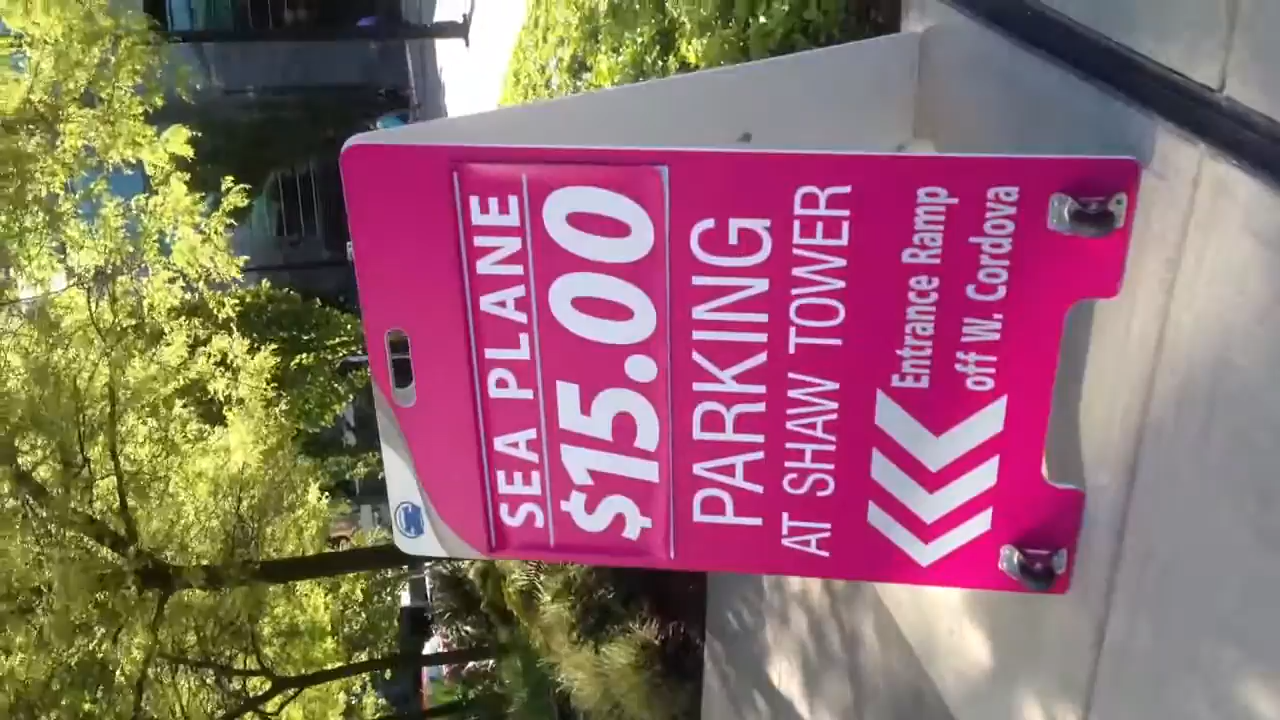 SEA PLANE
$15.00
PARKING
AT SHAW TOWER
Entrance Ramp
off W. Cordova